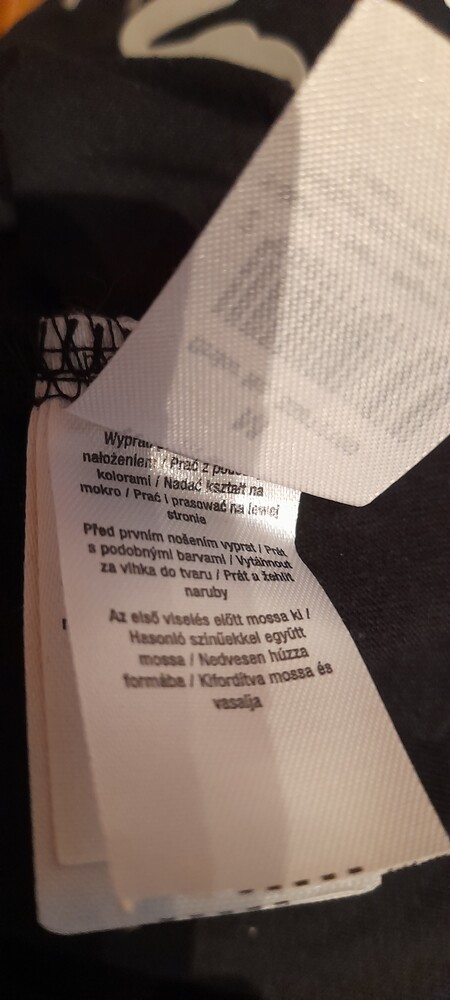 nałożeniem / Prać z
kolorami / Nadać kształt na
mokro / Prać i prasować na lewej
stronie
Před prvním nošením vyprat / Prát
s podobnými barvami / Vytáhnout
za vlhka do tvaru / Prát a žehlit
naruby
Az első viselés előtt mossa ki /
Hasonló színűekkel együtt
mossa / Nedvesen húzza
formába / Kifordítva mossa és
vasalja